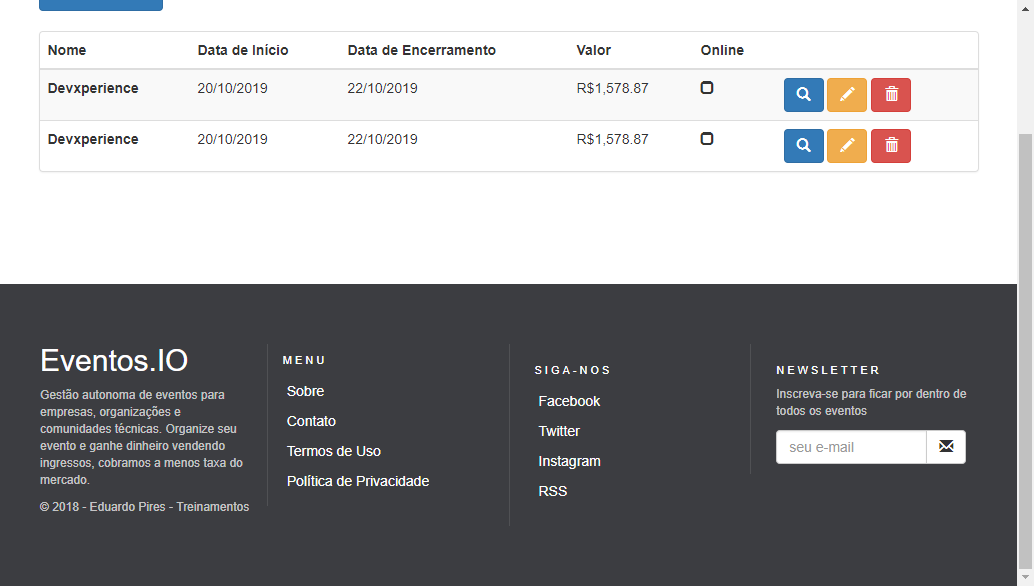 Nome Data de Início Data de Encerramento Valor Online
Devxperience 20/10/2019 22/10/2019 R$1,578.87
Devxperience 20/10/2019 22/10/2019 R$1,578.87
Eventos.IO
Gestão autonoma de eventos para
empresas, organizações e
comunidades técnicas. Organize seu
evento e ganhe dinheiro vendendo
ingressos, cobramos a menos taxa do
mercado.
© 2018 - Eduardo Pires - Treinamentos
MENU
Sobre
Contato
Termos de Uso
Política de Privacidade
SIGA-NOS
Facebook
Twitter
Instagram
RSS
NEWSLETTER
Inscreva-se para ficar por dentro de
todos os eventos
seu e-mail